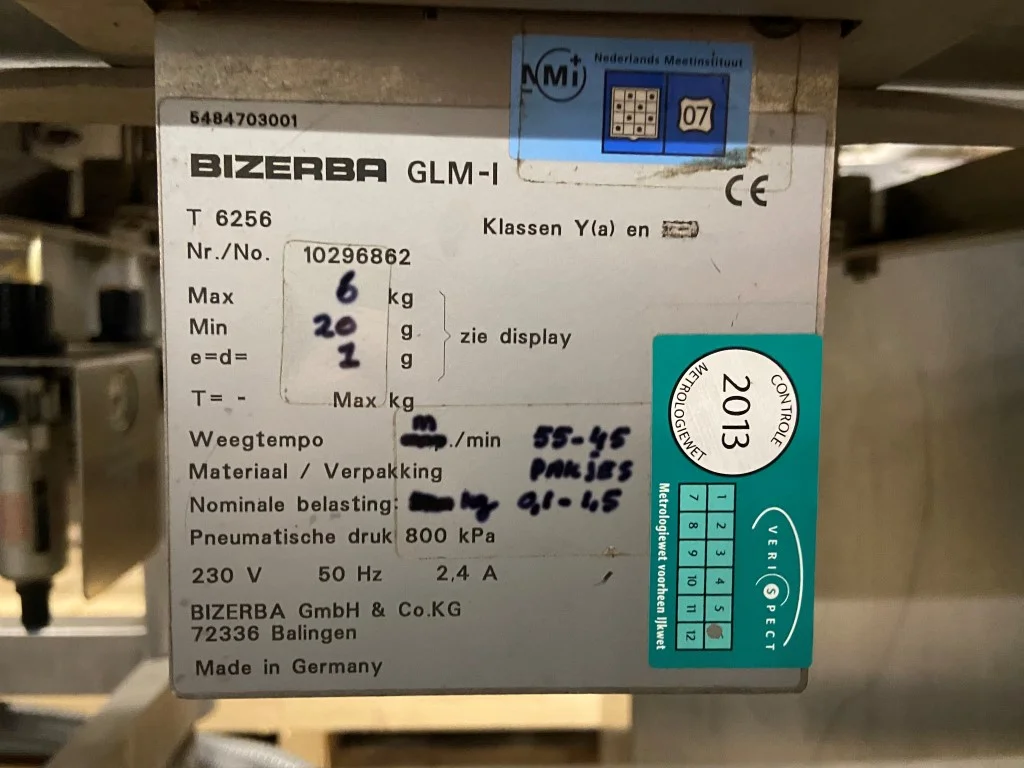 NMi Nederlands Meetinstituut
07
5484703001
BIZERBA GLM-I
CE
T 6256
Klassen Y(a) en
Nr./No. 10296862
Max 6 kg
Min 20 g
zie display
e=d= 1 g
T= - Max kg
Weegtempo m./min 55-45
Materiaal / Verpakking PAKJES
Nominale belasting: kg 0,1-1,5
Pneumatische druk 800 kPa
230 V 50 Hz 2,4 A
BIZERBA GmbH & Co.KG
72336 Balingen
Made in Germany
CONTROLE
2013
METROLOGIEWET
VERISPECT
1 2 3 4 5
7 8 9 10 11 12
Metrologiewet voorheen IJkwet